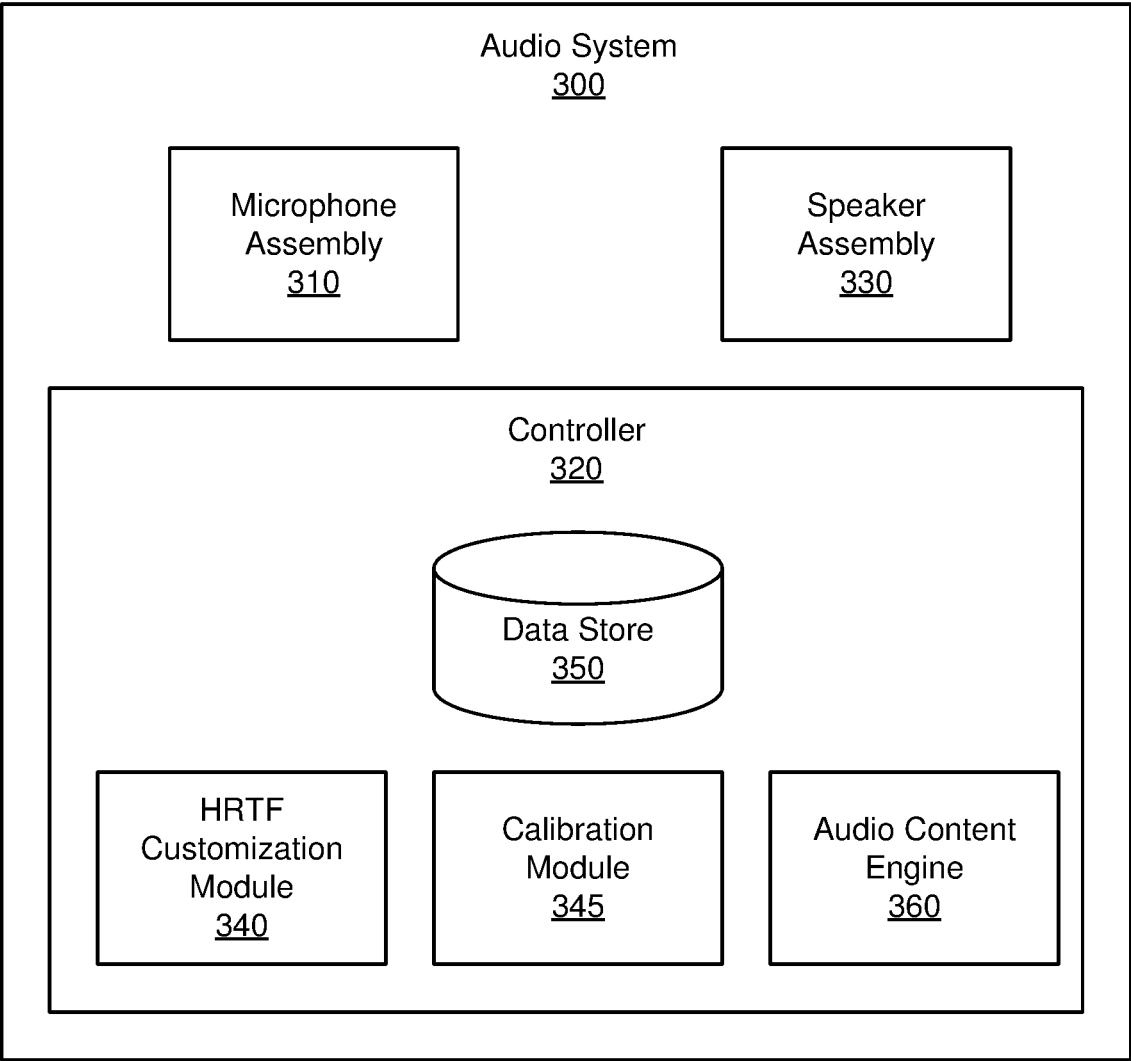 Audio System
300
Microphone
Assembly
310
Speaker
Assembly
330
Controller
320
Data Store
350
HRTF
Customization
Module
340
Calibration
Module
345
Audio Content
Engine
360